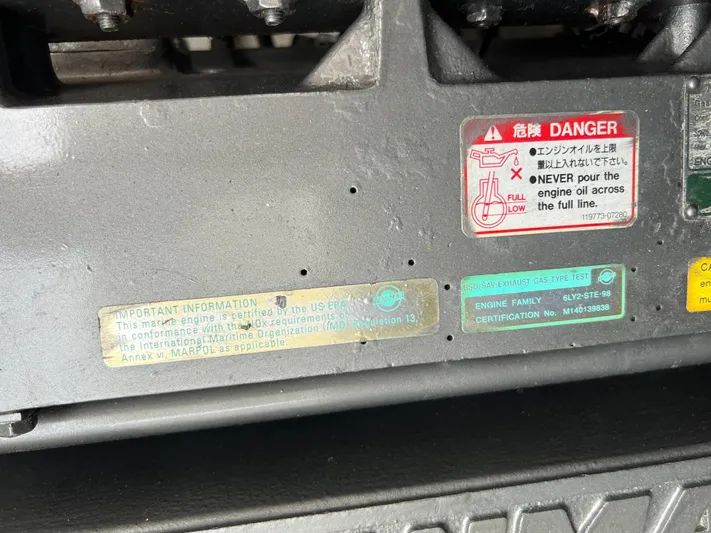 危険 DANGER
●エンジンオイルを上限
量以上入れないで下さい。
●NEVER pour the
engine oil across
the full line.
FULL
LOW
119773-07280
ENG
IMPORTANT INFORMATION
This marine engine is certified by the US EPA
in conformance with the NOx requirements of
the International Maritime Organization (IMO) Regulation 13,
Annex vi, MARPOL as applicable.
EXHAUST GAS TYPE TEST
ENGINE FAMILY 6LY2-STE-98
CERTIFICATION No. M140139838
CA
en
mu